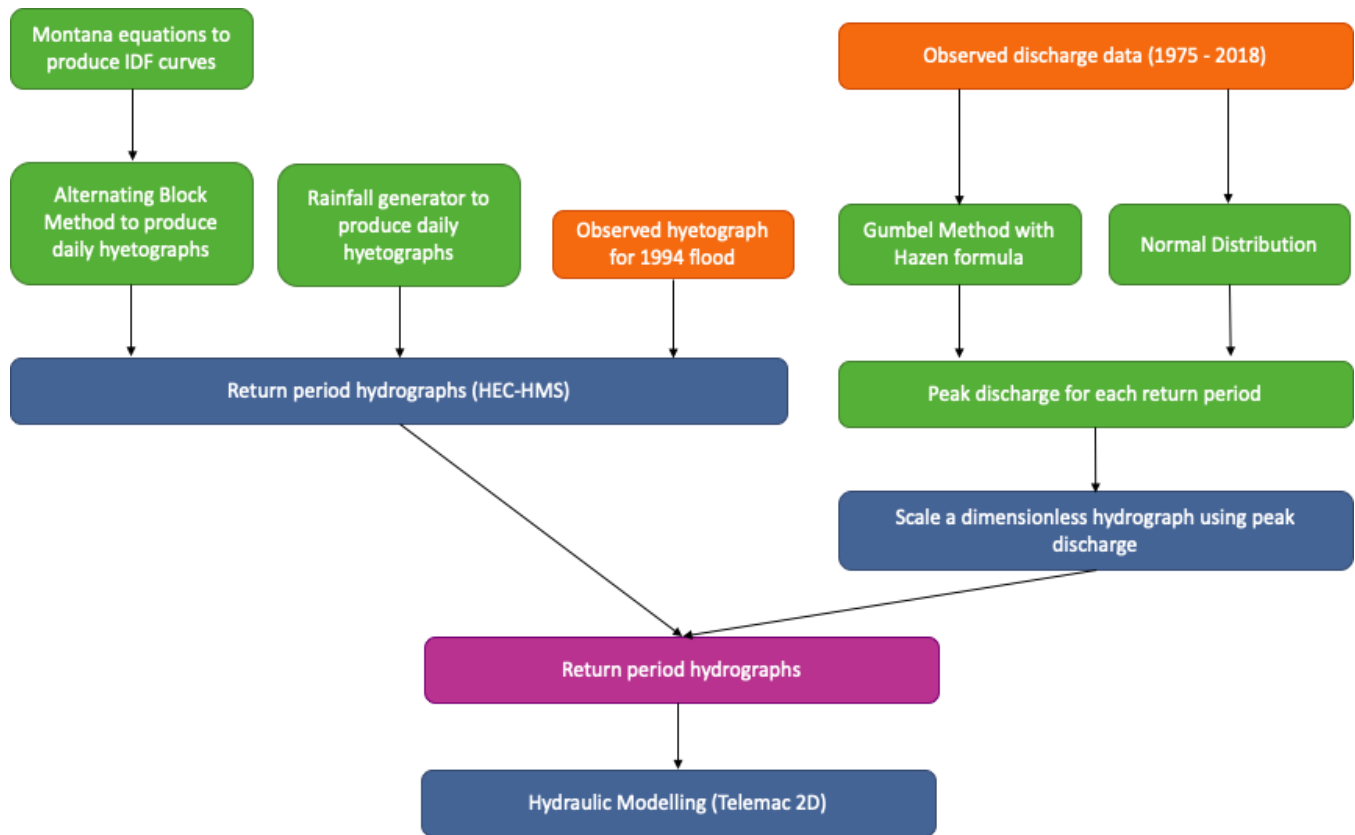 Montana equations to
produce IDF curves
Observed discharge data (1975 - 2018)
Alternating Block
Method to produce
daily hyetographs
Rainfall generator to
produce daily
hyetographs
Observed hyetograph
for 1994 flood
Gumbel Method with
Hazen formula
Normal Distribution
Return period hydrographs (HEC-HMS)
Peak discharge for each return period
Scale a dimensionless hydrograph using peak
discharge
Return period hydrographs
Hydraulic Modelling (Telemac 2D)